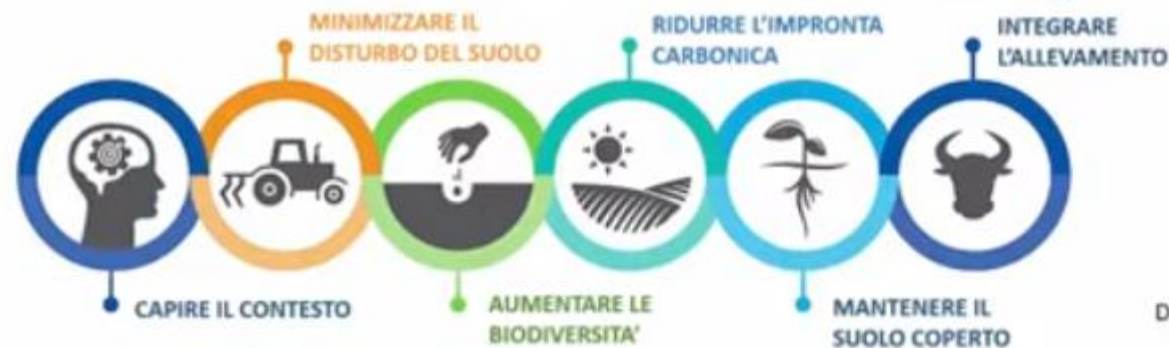 MINIMIZZARE IL
DISTURBO DEL SUOLO
RIDURRE L'IMPRONTA
CARBONICA
INTEGRARE
L'ALLEVAMENTO
CAPIRE IL CONTESTO
AUMENTARE LE
BIODIVERSITA'
MANTENERE IL
SUOLO COPERTO
D